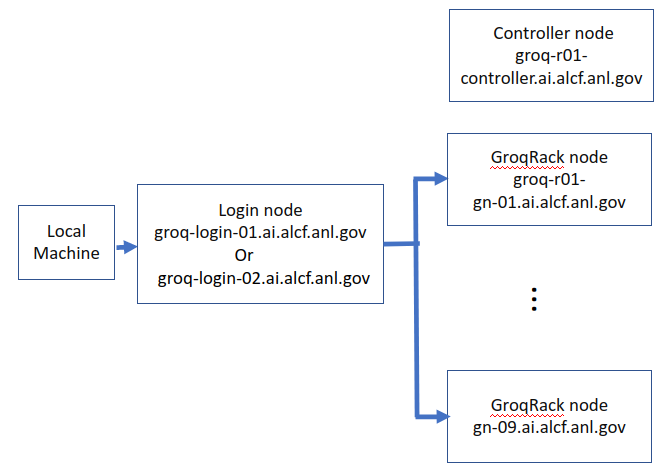 Controller node
groq-r01-
controller.ai.alcf.anl.gov
GroqRack node
groq-r01-
gn-01.ai.alcf.anl.gov
Login node
groq-login-01.ai.alcf.anl.gov
Or
groq-login-02.ai.alcf.anl.gov
Local
Machine
GroqRack node
gn-09.ai.alcf.anl.gov